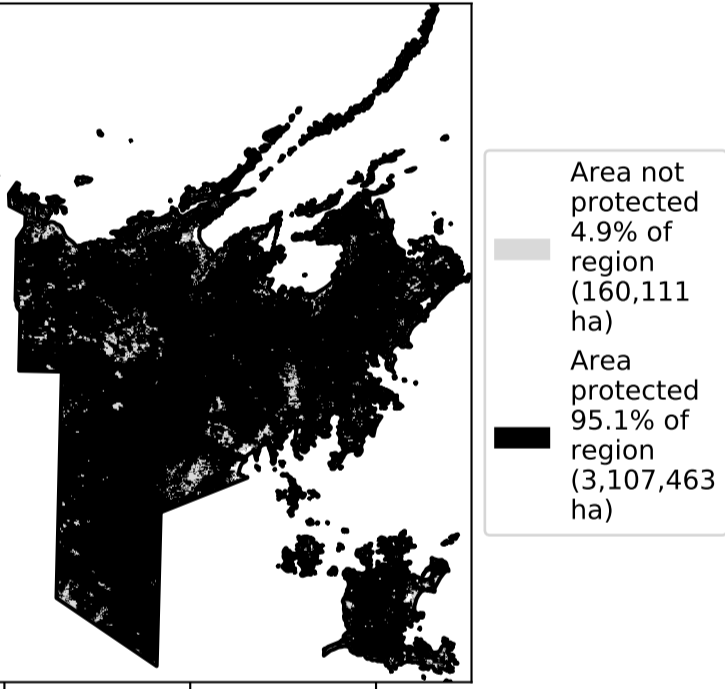 Area not
protected
4.9% of
region
(160,111
ha)
Area
protected
95.1% of
region
(3,107,463
ha)